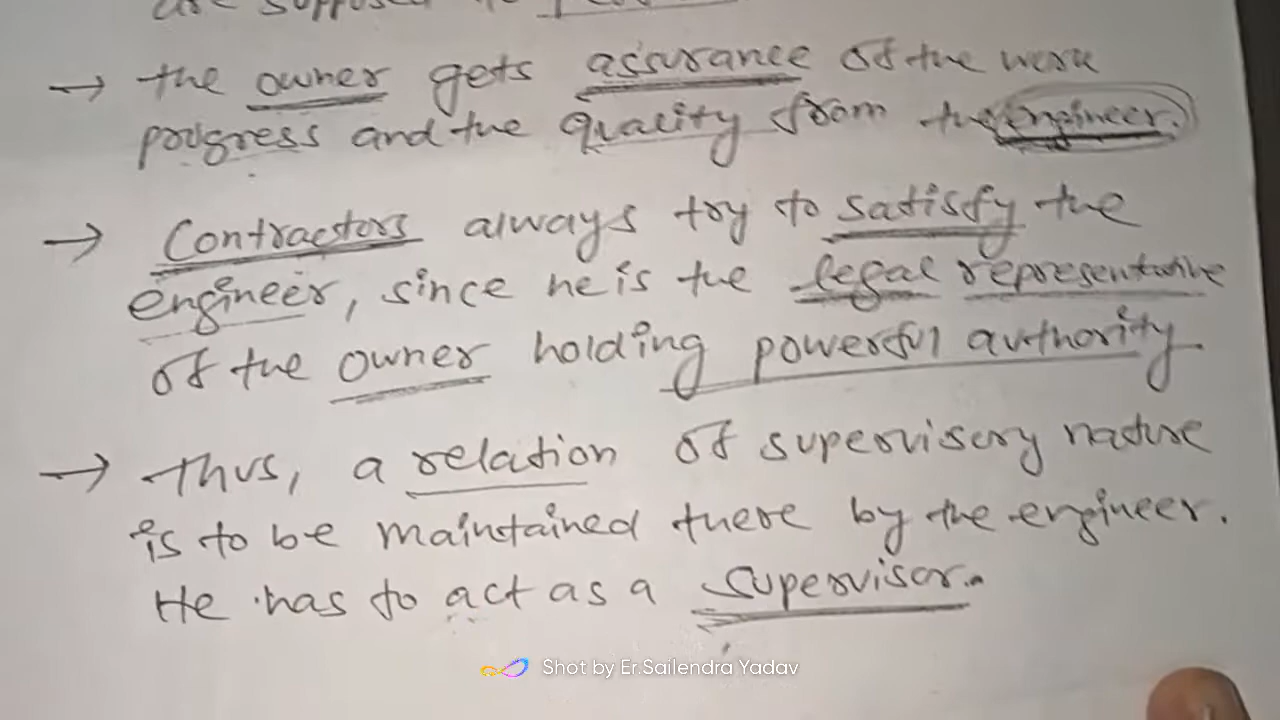 are supposed to
→ the owner gets assurance of the work
progress and the quality from the engineer.
→ Contractors always try to satisfy the
engineer, since he is the legal representative
of the owner holding powerful authority.
→ Thus, a relation of supervisory nature
is to be maintained there by the engineer.
He has to act as a supervisor.
Shot by Er.Sailendra Yadav